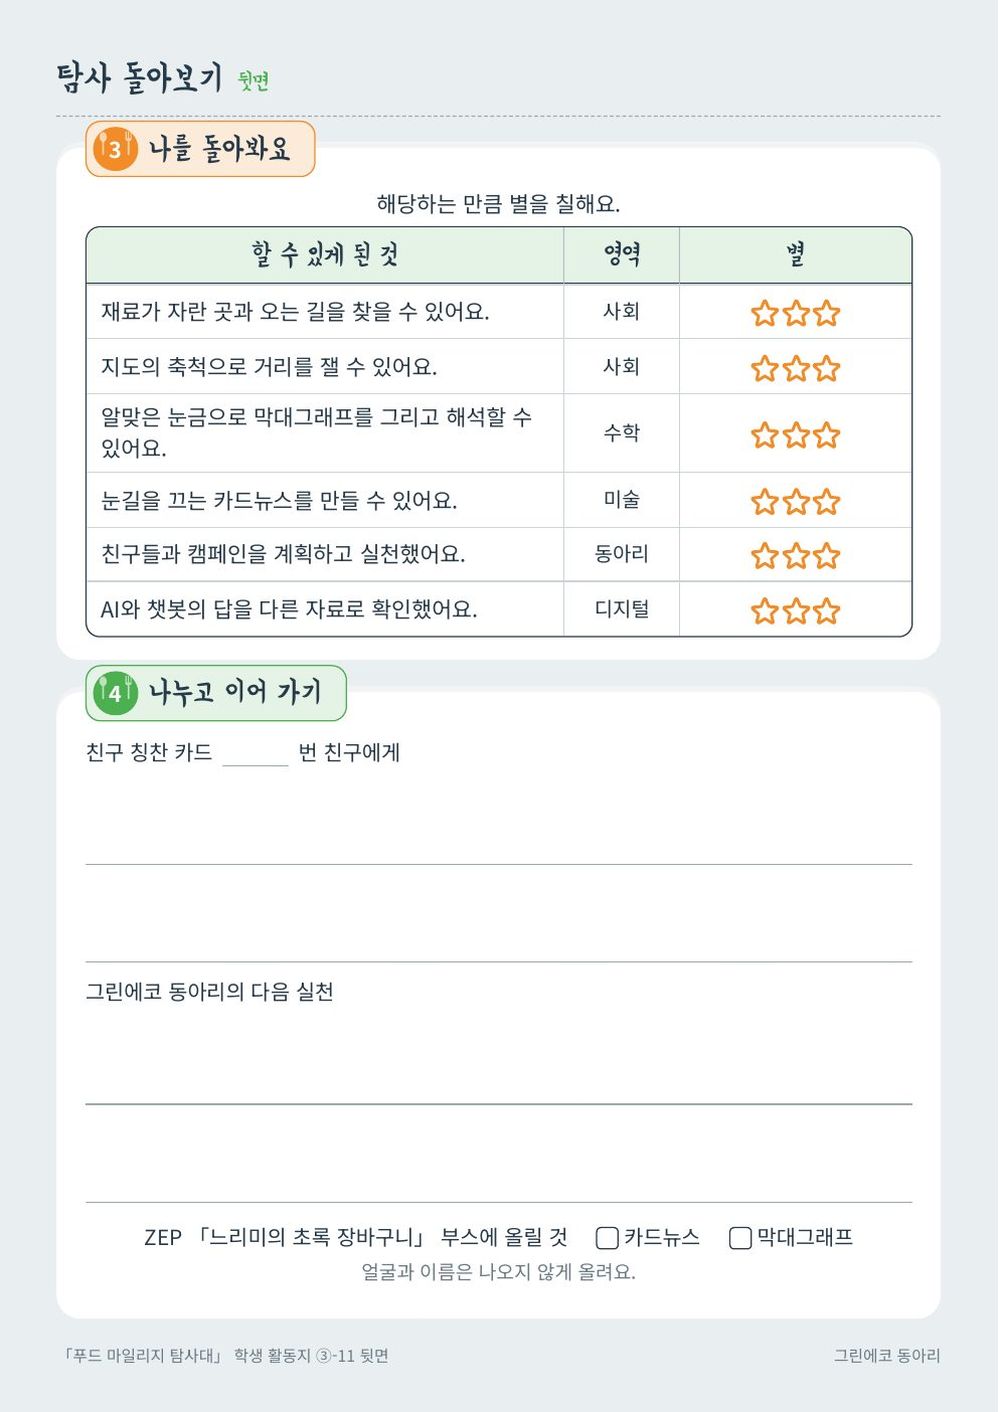 탐사 돌아보기 뒷면
3 나를 돌아봐요
해당하는 만큼 별을 칠해요.
할 수 있게 된 것 영역 별
재료가 자란 곳과 오는 길을 찾을 수 있어요. 사회 ☆☆☆
지도의 축척으로 거리를 잴 수 있어요. 사회 ☆☆☆
알맞은 눈금으로 막대그래프를 그리고 해석할 수
있어요. 수학 ☆☆☆
눈길을 끄는 카드뉴스를 만들 수 있어요. 미술 ☆☆☆
친구들과 캠페인을 계획하고 실천했어요. 동아리 ☆☆☆
AI와 챗봇의 답을 다른 자료로 확인했어요. 디지털 ☆☆☆
4 나누고 이어 가기
친구 칭찬 카드 ______ 번 친구에게
그린에코 동아리의 다음 실천
ZEP 「느리미의 초록 장바구니」 부스에 올릴 것 □ 카드뉴스 □ 막대그래프
얼굴과 이름은 나오지 않게 올려요.
「푸드 마일리지 탐사대」 학생 활동지 ③-11 뒷면 그린에코 동아리